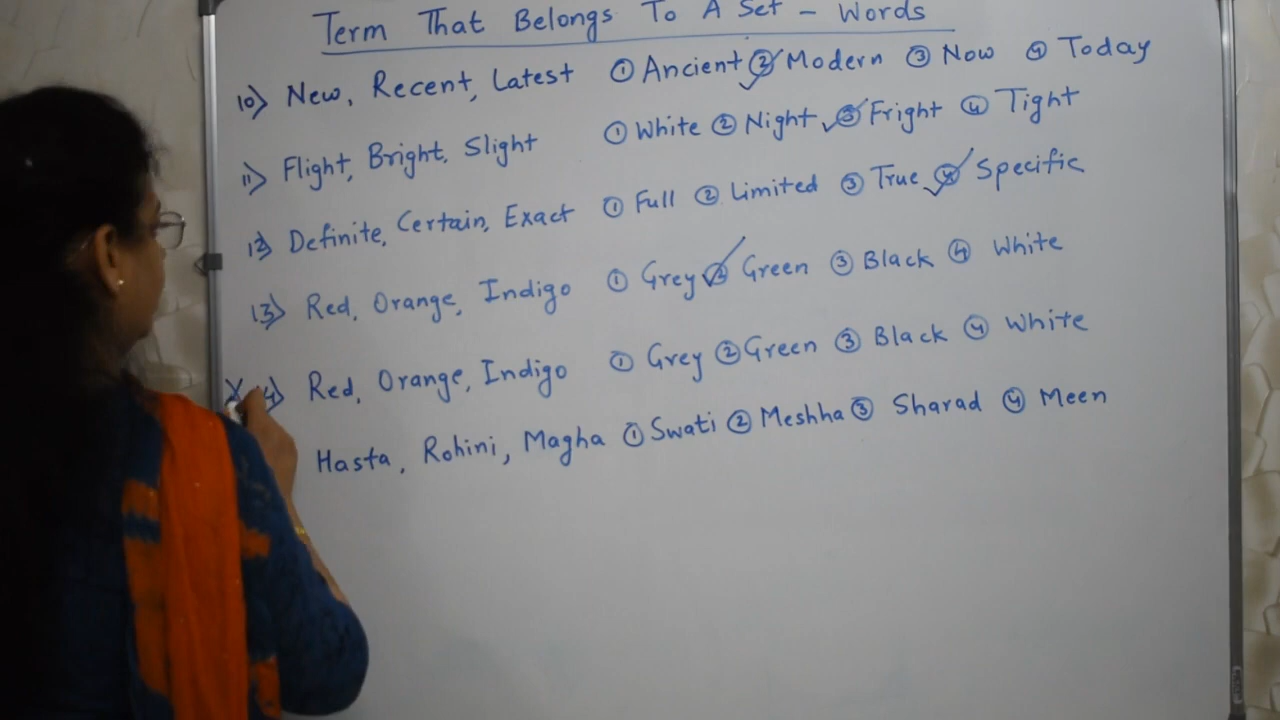 Term That Belongs To A Set - Words
10) New, Recent, Latest ① Ancient ② Modern ③ Now ④ Today
11) Flight, Bright, Slight ① White ② Night ③ Fright ④ Tight
12) Definite, Certain, Exact ① Full ② Limited ③ True ④ Specific
13) Red, Orange, Indigo ① Grey ② Green ③ Black ④ White
14) Red, Orange, Indigo ① Grey ② Green ③ Black ④ White
Hasta, Rohini, Magha ① Swati ② Meshha ③ Sharad ④ Meen